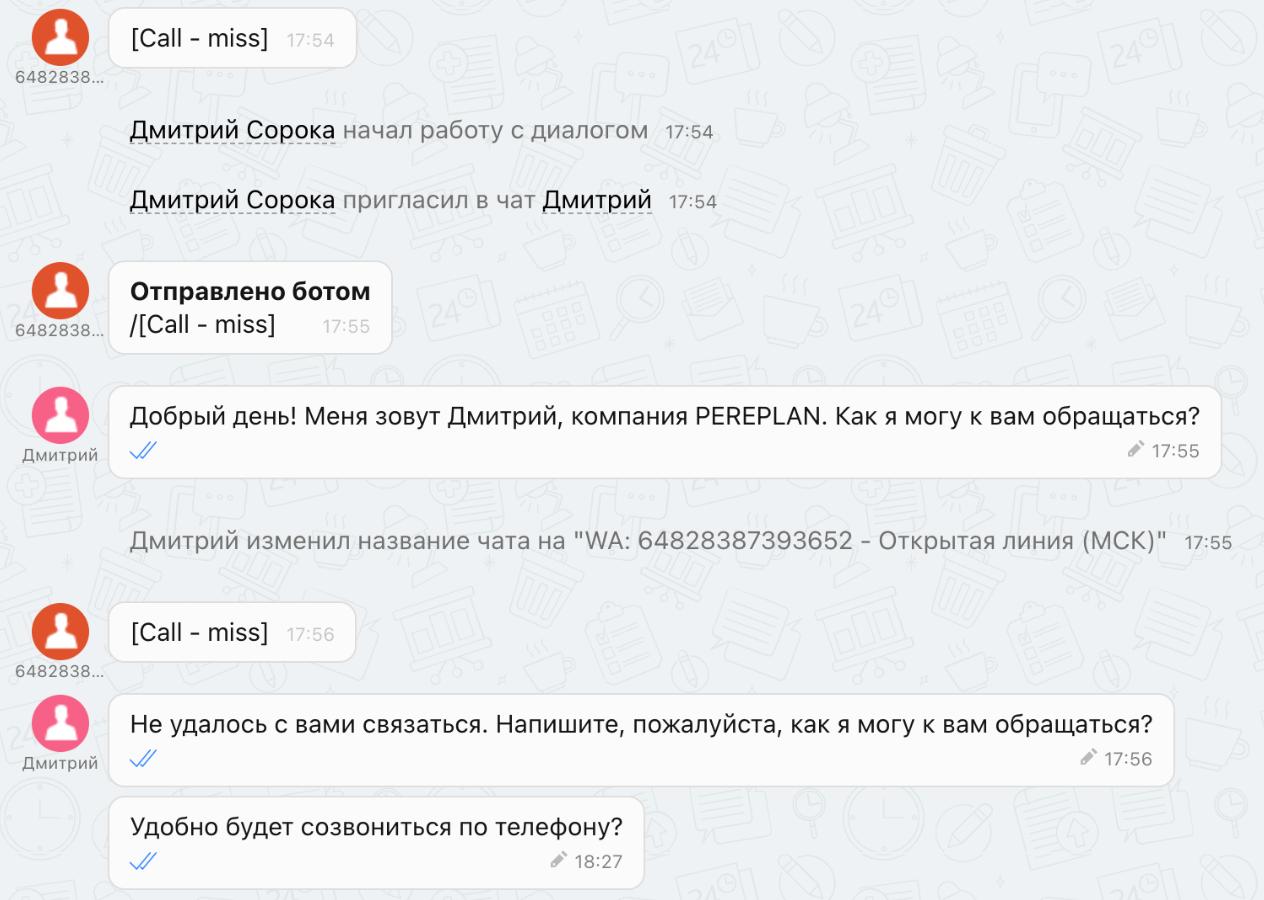 [Call - miss] 17:54
6482838...
Дмитрий Сорока начал работу с диалогом 17:54
Дмитрий Сорока пригласил в чат Дмитрий 17:54
Отправлено ботом
/[Call - miss] 17:55
6482838...
Добрый день! Меня зовут Дмитрий, компания PEREPLAN. Как я могу к вам обращаться?
Дмитрий
17:55
Дмитрий изменил название чата на "WA: 64828387393652 - Открытая линия (МСК)" 17:55
[Call - miss] 17:56
6482838...
Не удалось с вами связаться. Напишите, пожалуйста, как я могу к вам обращаться?
Дмитрий
17:56
Удобно будет созвониться по телефону?
18:27